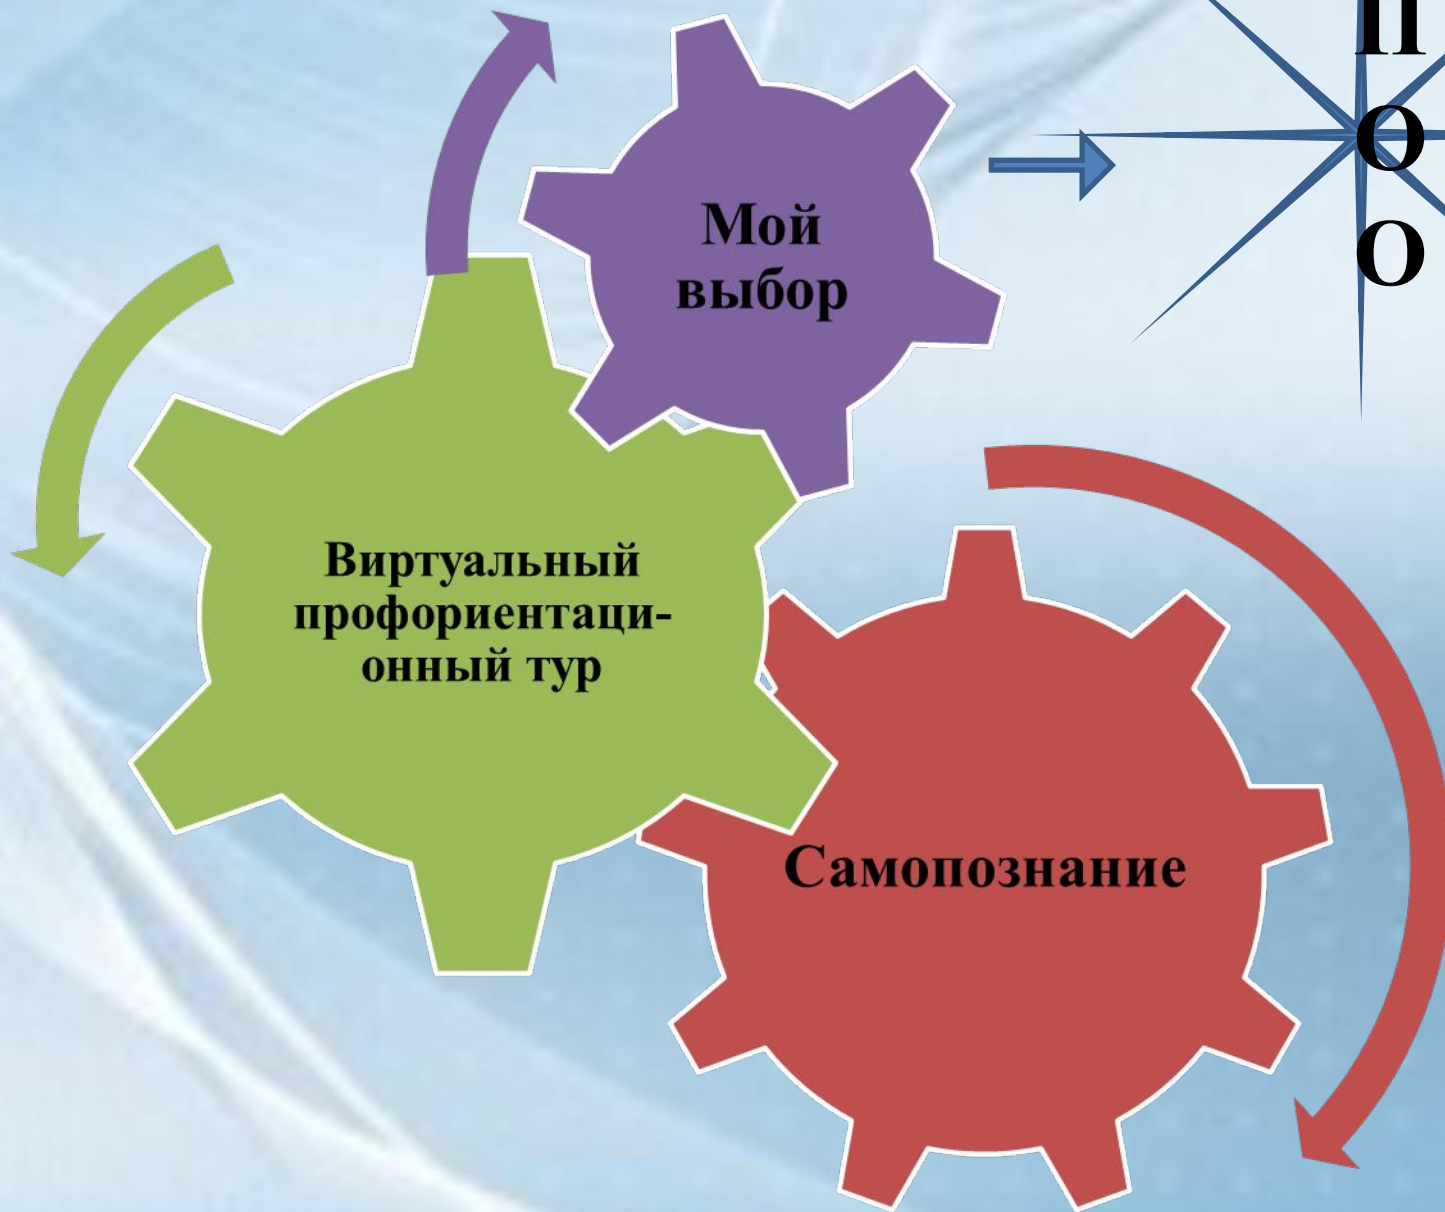 Мой
выбор
П
О
О
Виртуальный
профориентаци-
онный тур
Самопознание